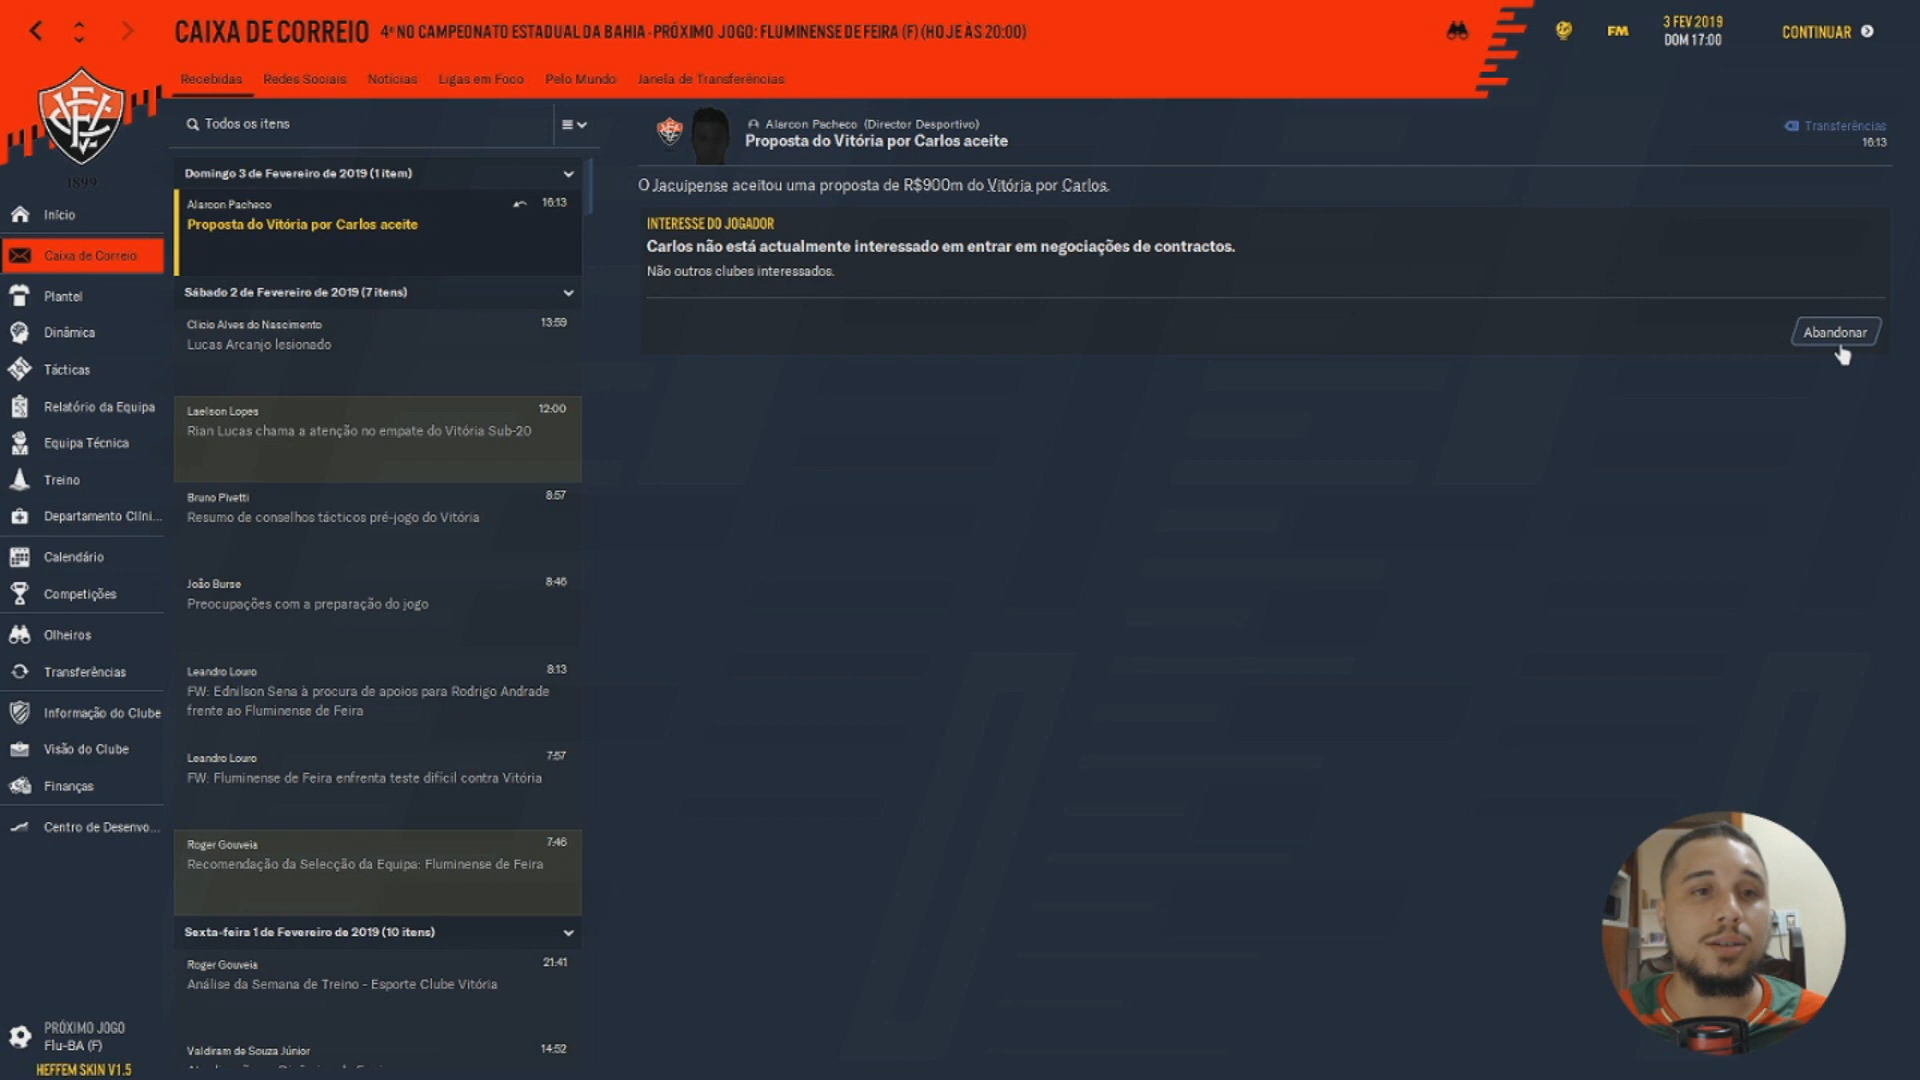 CAIXA DE CORREIO
4º NO CAMPEONATO ESTADUAL DA BAHIA - PRÓXIMO JOGO: FLUMINENSE DE FEIRA (F) (HOJE ÀS 20:00)
FM
3 FEV 2019
DOM 17:00
CONTINUAR
Recebidas
Redes Sociais
Notícias
Ligas em Foco
Pelo Mundo
Janela de Transferências
1899
Início
Caixa de Correio
Plantel
Dinâmica
Tácticas
Relatório da Equipa
Equipa Técnica
Treino
Departamento Clíni...
Calendário
Competições
Olheiros
Transferências
Informação do Clube
Visão do Clube
Finanças
Centro de Desenvo...
PRÓXIMO JOGO
Flu-BA (F)
HEFFEM SKIN V1.5
Todos os itens
Domingo 3 de Fevereiro de 2019 (1 item)
Alarcon Pacheco
16:13
Proposta do Vitória por Carlos aceite
Sábado 2 de Fevereiro de 2019 (7 itens)
Clício Alves do Nascimento
13:59
Lucas Arcanjo lesionado
Laelson Lopes
12:00
Rian Lucas chama a atenção no empate do Vitória Sub-20
Bruno Pivetti
8:57
Resumo de conselhos tácticos pré-jogo do Vitória
João Burse
8:46
Preocupações com a preparação do jogo
Leandro Louro
8:13
FW: Ednilson Sena à procura de apoios para Rodrigo Andrade
frente ao Fluminense de Feira
Leandro Louro
7:57
FW: Fluminense de Feira enfrenta teste difícil contra Vitória
Roger Gouveia
7:46
Recomendação da Selecção da Equipa: Fluminense de Feira
Sexta-feira 1 de Fevereiro de 2019 (10 itens)
Roger Gouveia
21:41
Análise da Semana de Treino - Esporte Clube Vitória
Valdiram de Souza Júnior
14:52
Alarcon Pacheco (Director Desportivo)
Proposta do Vitória por Carlos aceite
Transferências
16:13
O Jacuipense aceitou uma proposta de R$900m do Vitória por Carlos.
INTERESSE DO JOGADOR
Carlos não está actualmente interessado em entrar em negociações de contractos.
Não outros clubes interessados.
Abandonar